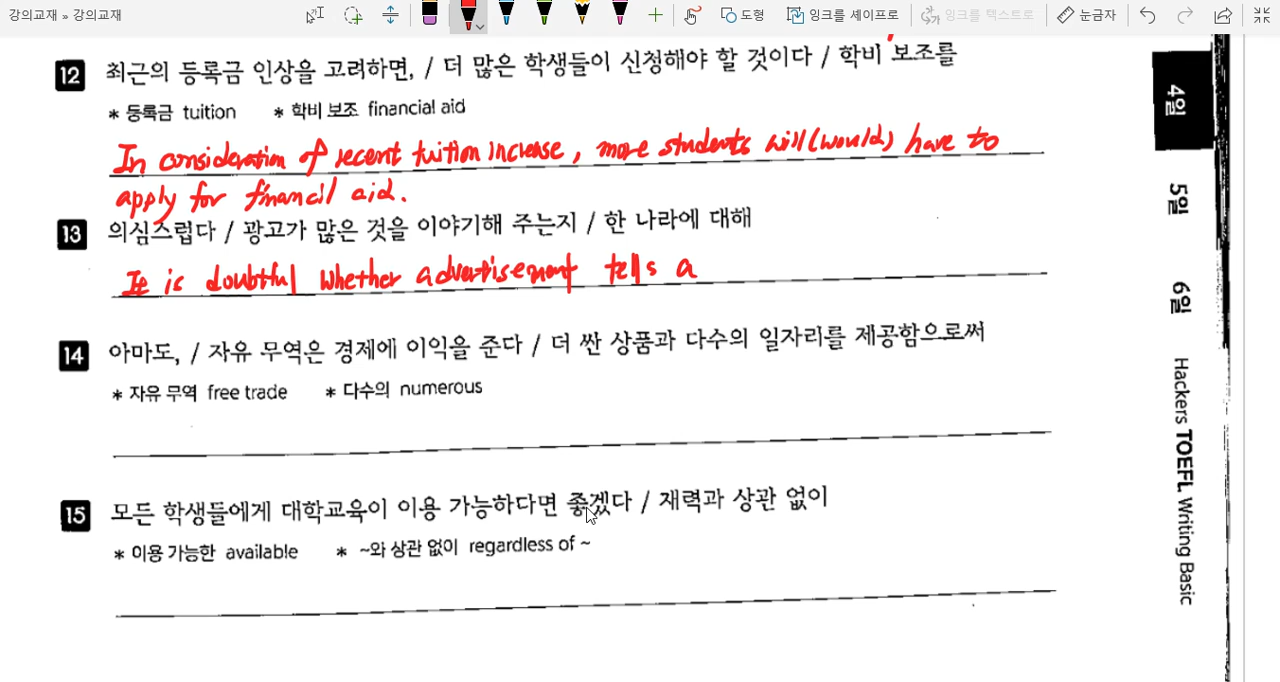 강의교재 » 강의교재
도형
잉크를 셰이프로
잉크를 텍스트로
눈금자
12 최근의 등록금 인상을 고려하면, / 더 많은 학생들이 신청해야 할 것이다 / 학비 보조를
* 등록금 tuition * 학비 보조 financial aid
In consideration of recent tuition increase, more students will (would) have to
apply for financil aid.
13 의심스럽다 / 광고가 많은 것을 이야기해 주는지 / 한 나라에 대해
It is doubtful whether advertisement tells a
14 아마도, / 자유 무역은 경제에 이익을 준다 / 더 싼 상품과 다수의 일자리를 제공함으로써
* 자유 무역 free trade * 다수의 numerous
15 모든 학생들에게 대학교육이 이용 가능하다면 좋겠다 / 재력과 상관 없이
* 이용 가능한 available * ~와 상관 없이 regardless of ~
4일
5일
6일
Hackers TOEFL Writing Basic